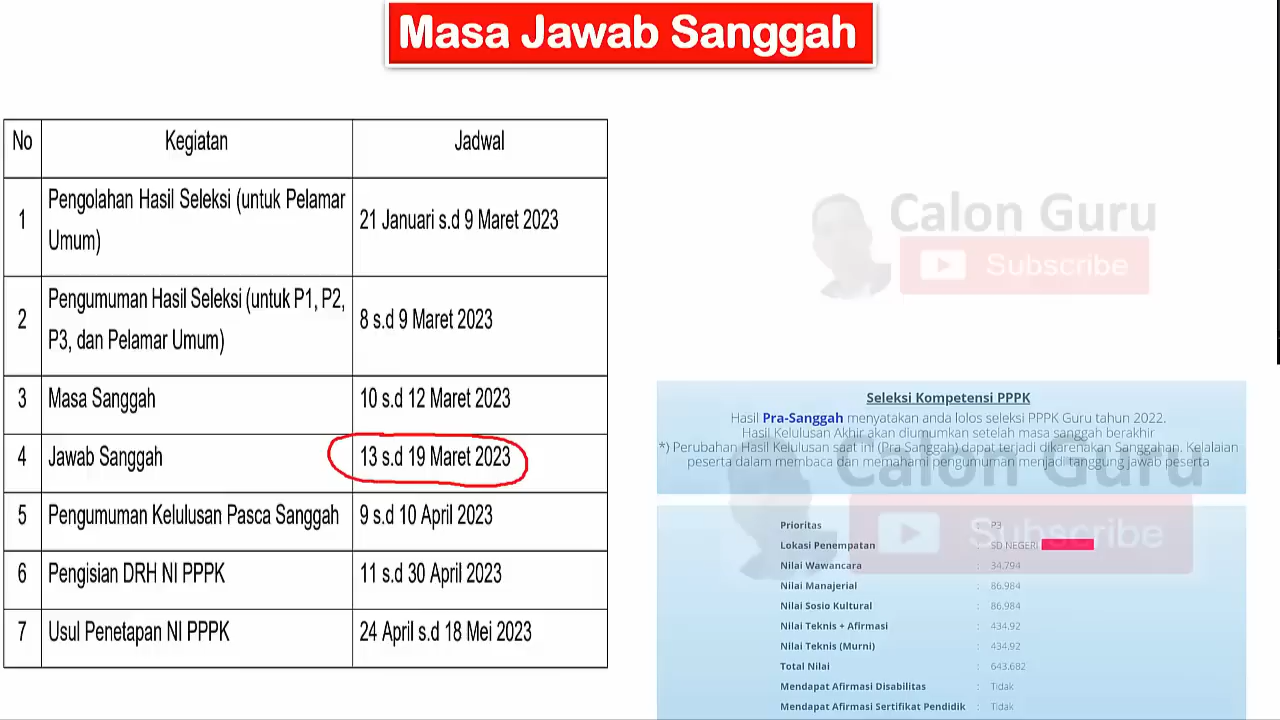 Masa Jawab Sanggah
No Kegiatan Jadwal
1 Pengolahan Hasil Seleksi (untuk Pelamar Umum) 21 Januari s.d 9 Maret 2023
2 Pengumuman Hasil Seleksi (untuk P1, P2, P3, dan Pelamar Umum) 8 s.d 9 Maret 2023
3 Masa Sanggah 10 s.d 12 Maret 2023
4 Jawab Sanggah 13 s.d 19 Maret 2023
5 Pengumuman Kelulusan Pasca Sanggah 9 s.d 10 April 2023
6 Pengisian DRH NI PPPK 11 s.d 30 April 2023
7 Usul Penetapan NI PPPK 24 April s.d 18 Mei 2023
Calon Guru
Subscribe
Seleksi Kompetensi PPPK
Hasil Pra-Sanggah menyatakan anda lolos seleksi PPPK Guru tahun 2022.
Hasil Kelulusan Akhir akan diumumkan setelah masa sanggah berakhir
*) Perubahan Hasil Kelulusan saat ini (Pra Sanggah) dapat terjadi dikarenakan Sanggahan. Kelalaian
peserta dalam membaca dan memahami pengumuman menjadi tanggung jawab peserta
Calon Guru
Subscribe
Prioritas : P3
Lokasi Penempatan : SD NEGERI
Nilai Wawancara : 34.794
Nilai Manajerial : 86.984
Nilai Sosio Kultural : 86.984
Nilai Teknis + Afirmasi : 434.92
Nilai Teknis (Murni) : 434.92
Total Nilai : 643.682
Mendapat Afirmasi Disabilitas : Tidak
Mendapat Afirmasi Sertifikat Pendidik : Tidak